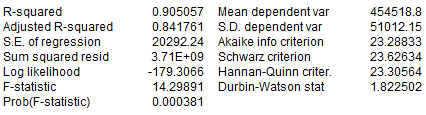 R-squared 0.905057 Mean dependent var 454518.8
Adjusted R-squared 0.841761 S.D. dependent var 51012.15
S.E. of regression 20292.24 Akaike info criterion 23.28833
Sum squared resid 3.71E+09 Schwarz criterion 23.62634
Log likelihood -179.3066 Hannan-Quinn criter. 23.30564
F-statistic 14.29891 Durbin-Watson stat 1.822502
Prob(F-statistic) 0.000381